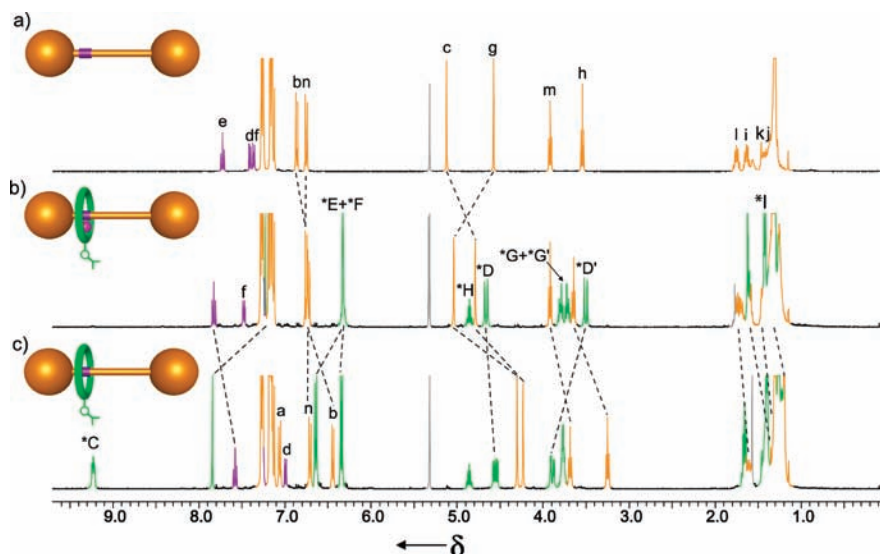 a)
c
g
bn
h
m
e
df
l i k j
b)
*E+*F
*I
*G+*G'
*D
*D'
*H
f
c)
a
n
b
*C
d
9.0 8.0 7.0 6.0 5.0 4.0 3.0 2.0 1.0
δ